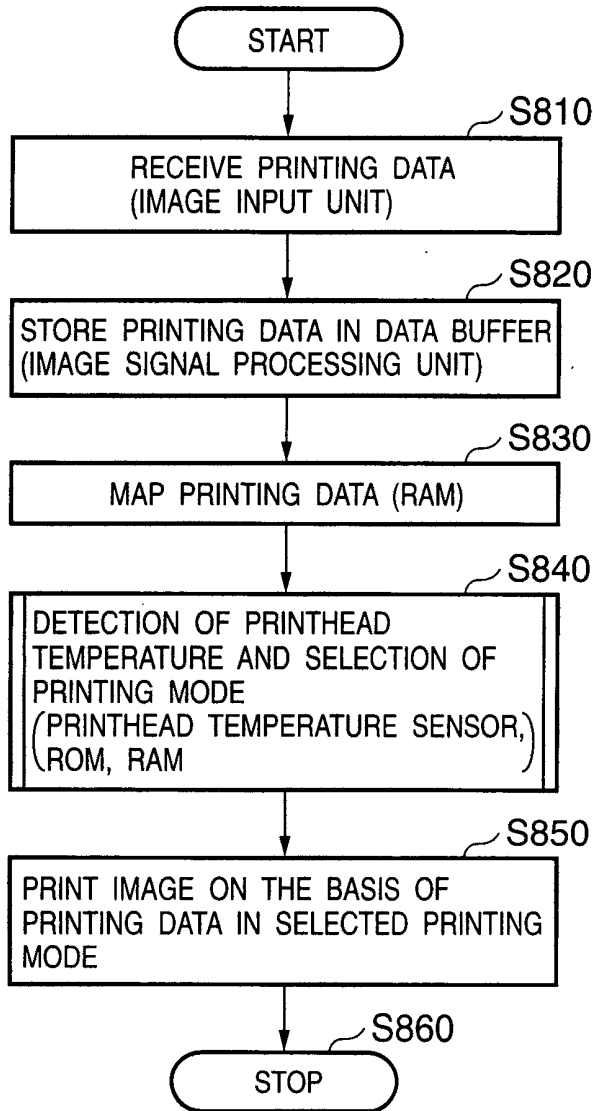 START
S810
RECEIVE PRINTING DATA
(IMAGE INPUT UNIT)
S820
STORE PRINTING DATA IN DATA BUFFER
(IMAGE SIGNAL PROCESSING UNIT)
S830
MAP PRINTING DATA (RAM)
S840
DETECTION OF PRINTHEAD
TEMPERATURE AND SELECTION OF
PRINTING MODE
(PRINTHEAD TEMPERATURE SENSOR,
ROM, RAM)
S850
PRINT IMAGE ON THE BASIS OF
PRINTING DATA IN SELECTED PRINTING
MODE
S860
STOP